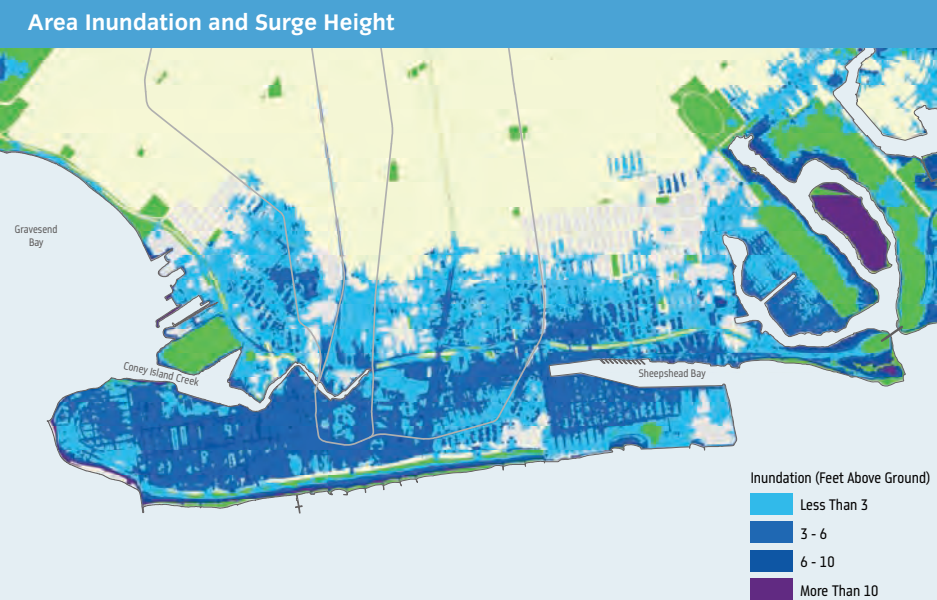 Area Inundation and Surge Height
Gravesend
Bay
Coney Island Creek
Sheepshead Bay
Inundation (Feet Above Ground)
Less Than 3
3 - 6
6 - 10
More Than 10